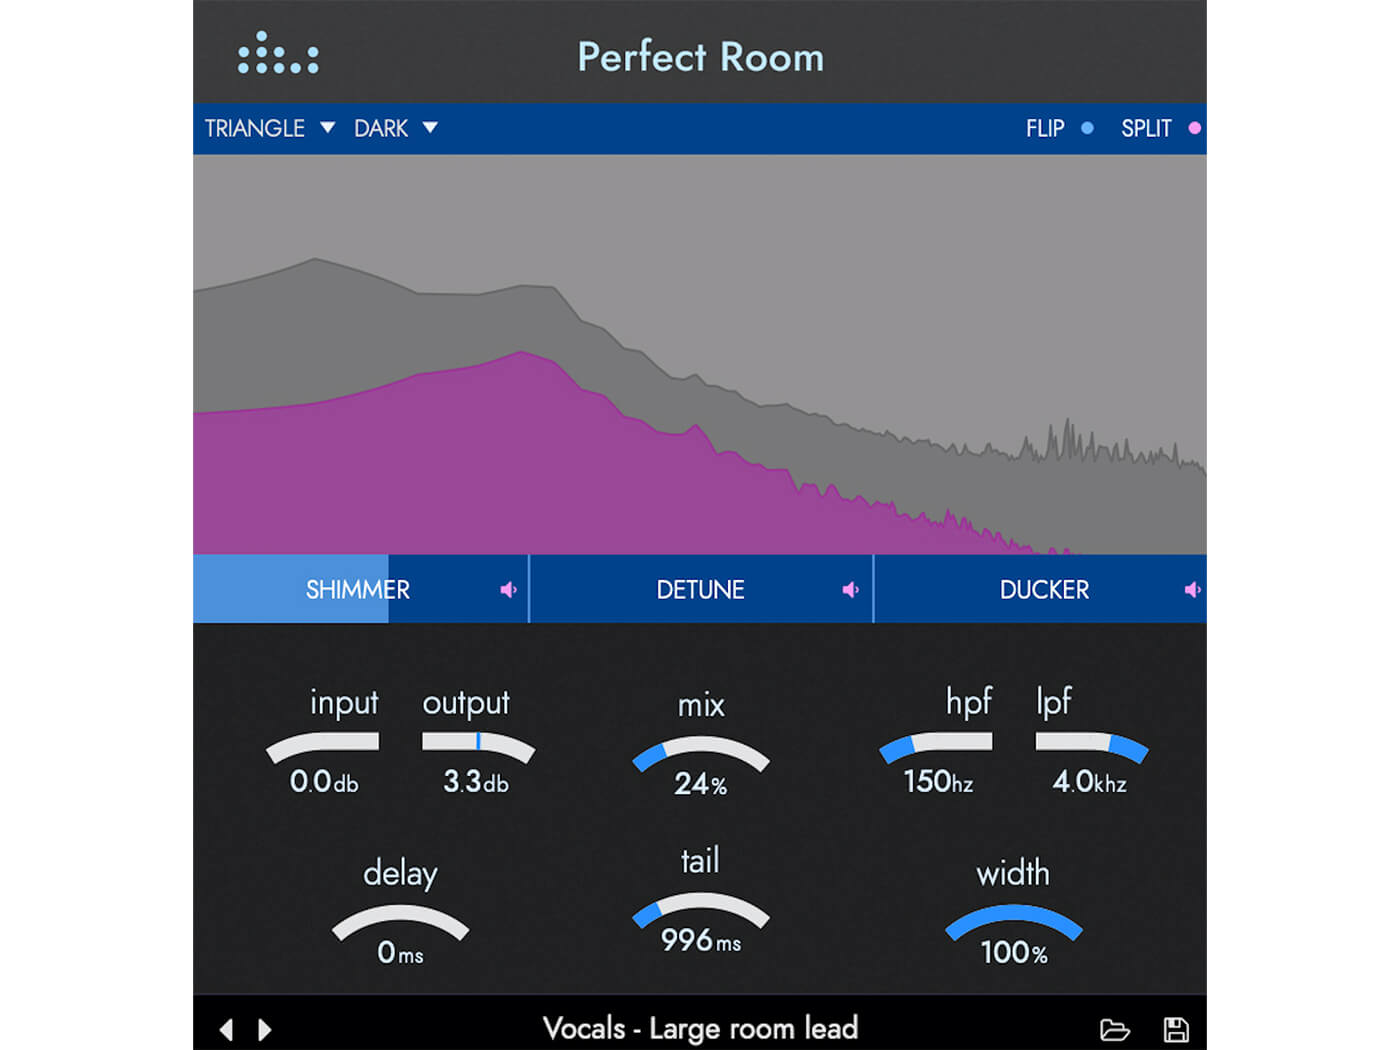 Perfect Room
TRIANGLE DARK FLIP SPLIT
SHIMMER DETUNE DUCKER
input output mix hpf lpf
0.0db 3.3db 24% 150hz 4.0khz
delay tail width
0ms 996ms 100%
Vocals - Large room lead